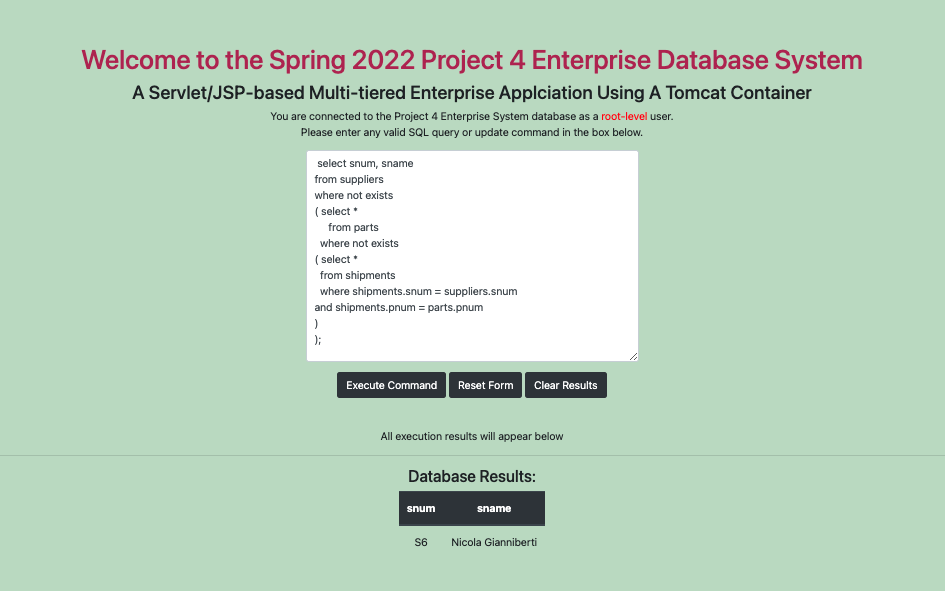 Welcome to the Spring 2022 Project 4 Enterprise Database System
A Servlet/JSP-based Multi-tiered Enterprise Applciation Using A Tomcat Container
You are connected to the Project 4 Enterprise System database as a root-level user.
Please enter any valid SQL query or update command in the box below.
select snum, sname
from suppliers
where not exists
( select *
from parts
where not exists
( select *
from shipments
where shipments.snum = suppliers.snum
and shipments.pnum = parts.pnum
)
);
Execute Command Reset Form Clear Results
All execution results will appear below
Database Results:
snum sname
S6 Nicola Gianniberti